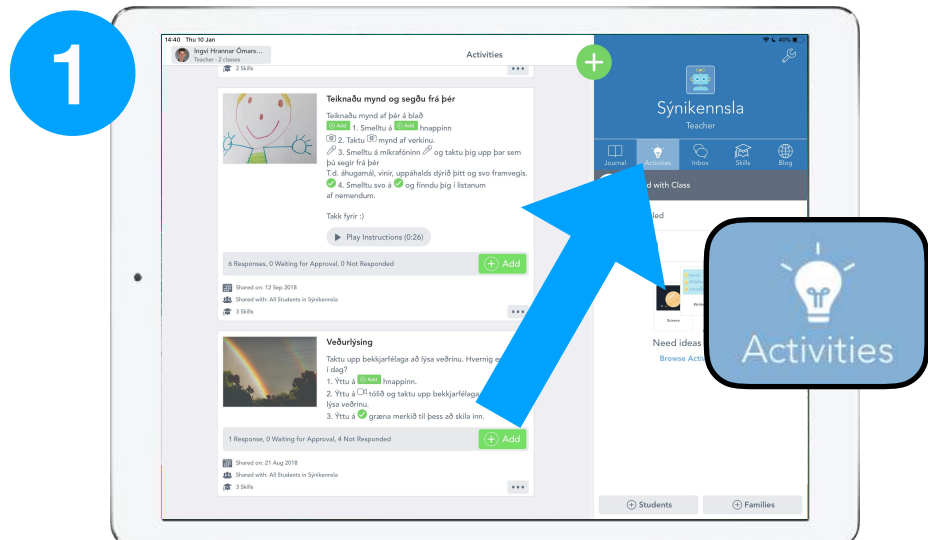 1
14:40 Thu 10 Jan
40%
Ingvi Hrannar Ómars...
Teacher · 2 classes
Activities
2 Skills
Teiknaðu mynd og segðu frá þér
Teiknaðu mynd af þér á blað
Add 1. Smelltu á Add hnappinn
2. Taktu mynd af verkinu.
3. Smelltu á míkrafóninn og taktu þig upp þar sem
þú segir frá þér
T.d. áhugamál, vinir, uppáhalds dýrið þitt og svo framvegis.
4. Smelltu svo á og finndu þig í listanum
af nemendum.
Takk fyrir :)
Play Instructions (0:26)
6 Responses, 0 Waiting for Approval, 0 Not Responded
Add
Shared on: 12 Sep 2018
Shared with: All Students in Sýnikennsla
3 Skills
Veðurlýsing
Taktu upp bekkjarfélaga að lýsa veðrinu. Hvernig
í dag?
1. Ýttu á Add hnappinn.
2. Ýttu á tólið og taktu upp bekkjarfélaga
lýsa veðrinu.
3. Ýttu á græna merkið til þess að skila inn.
1 Response, 0 Waiting for Approval, 4 Not Responded
Add
Shared on: 21 Aug 2018
Shared with: All Students in Sýnikennsla
3 Skills
Sýnikennsla
Teacher
Journal
Activities
Inbox
Skills
Blog
with Class
Science
Need ideas
Browse
Activities
Students
Families